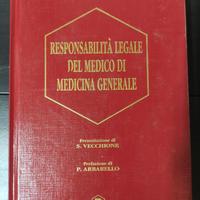 RESPONSABILITÀ LEGALE
DEL MEDICO DI
MEDICINA GENERALE
Presentazione di
S. VECCHIONE
Prefazione di
P. ARBARELLO